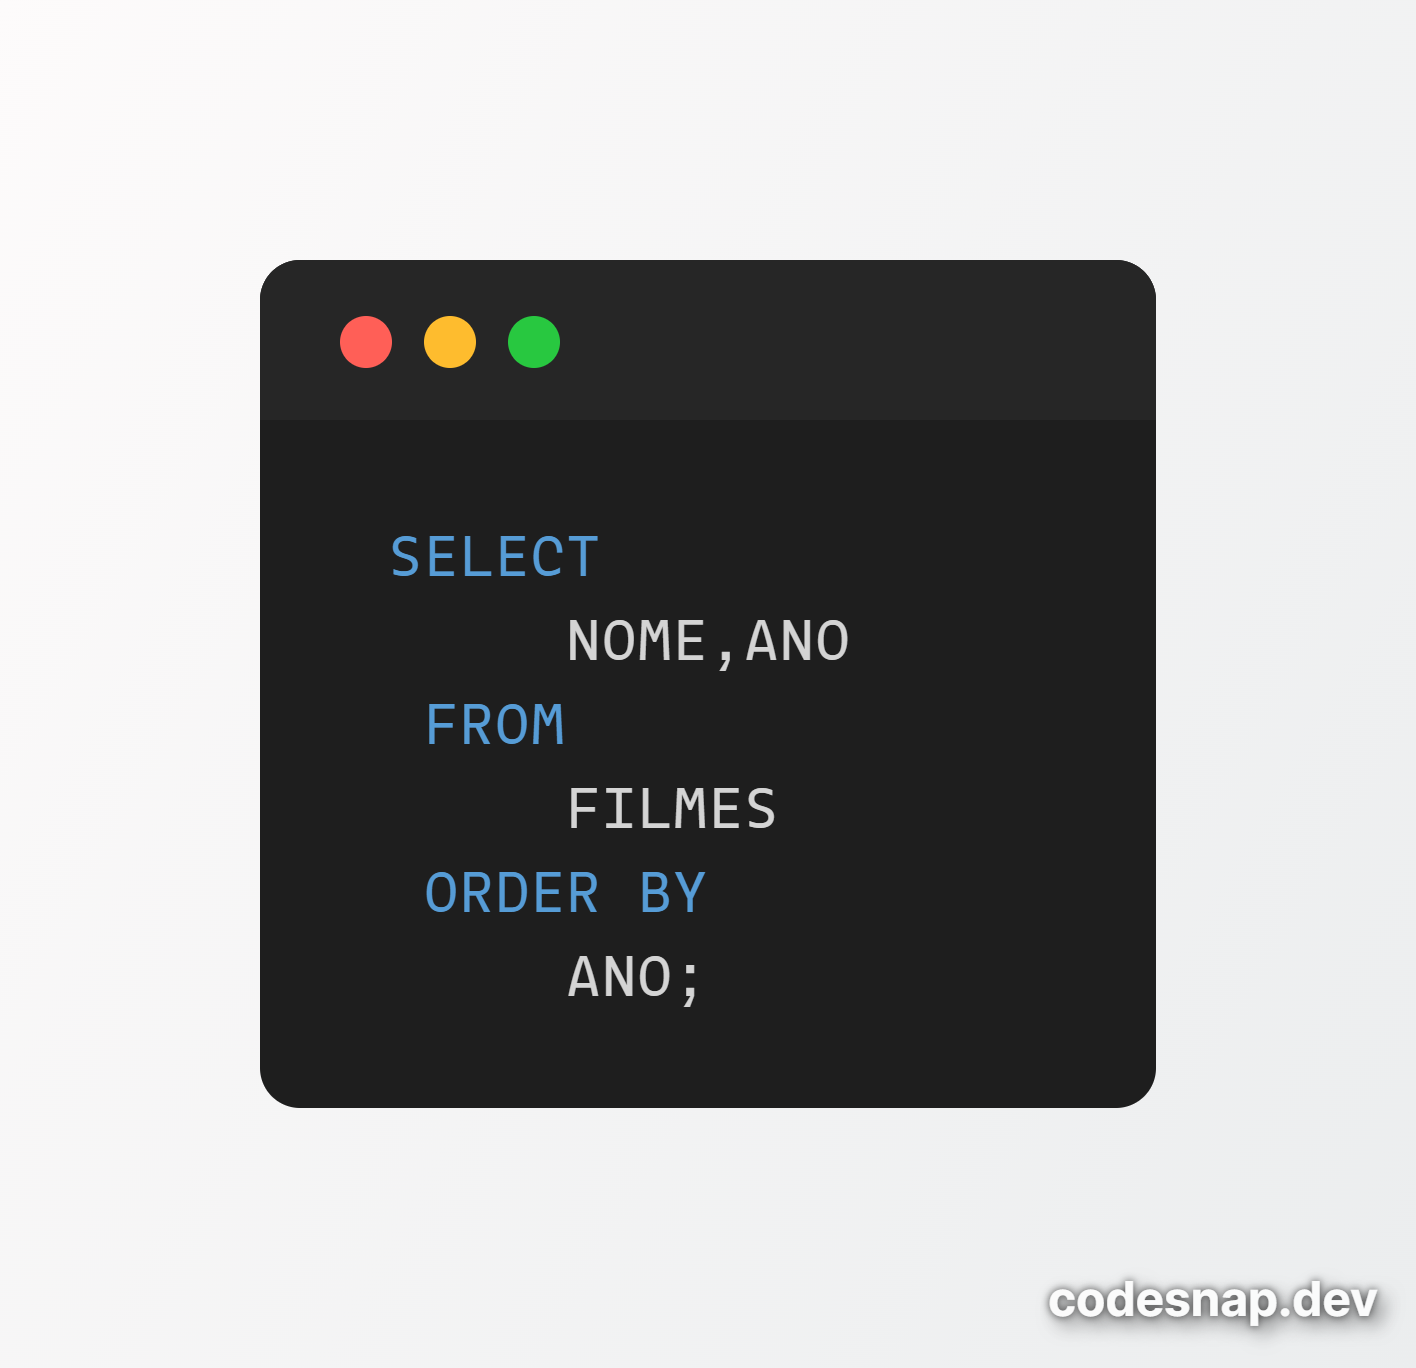 SELECT
NOME,ANO
FROM
FILMES
ORDER BY
ANO;
codesnap.dev